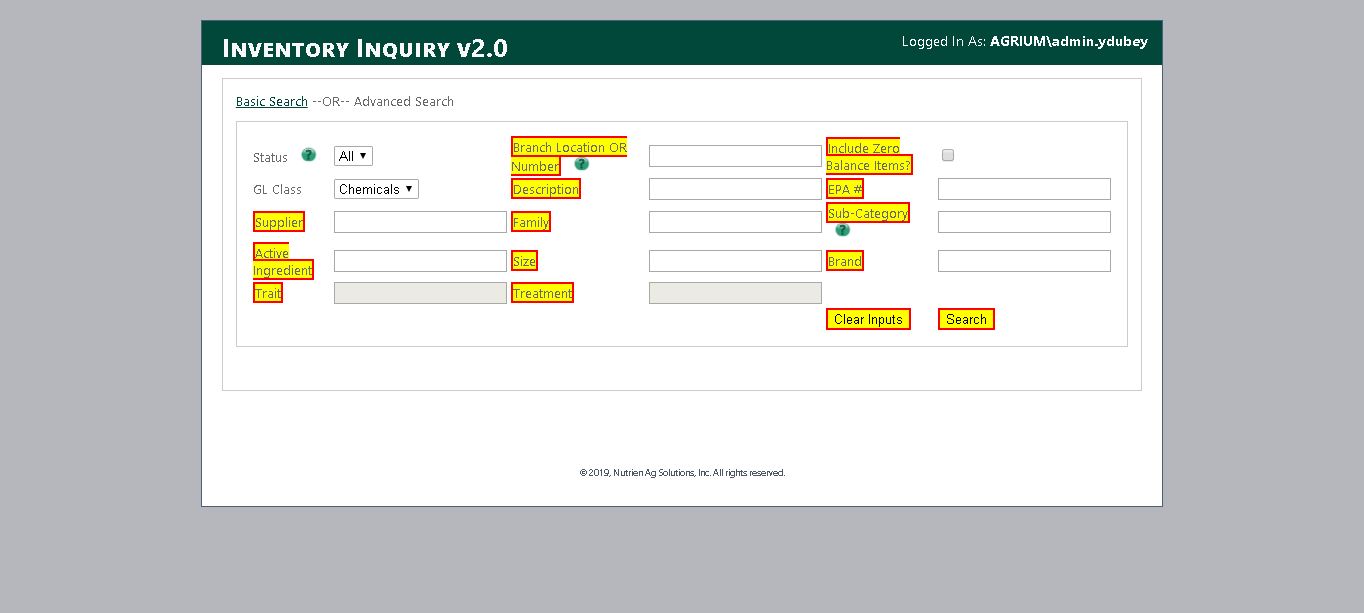 Inventory Inquiry v2.0
Logged In As: AGRIUM\admin.ydubey
Basic Search --OR-- Advanced Search
Status ? All ▼
Branch Location OR
Number ?
Include Zero
Balance Items?
GL Class Chemicals ▼ Description EPA #
Supplier Family Sub-Category
?
Active
Ingredient
Size Brand
Trait Treatment
Clear Inputs Search
© 2019, Nutrien Ag Solutions, Inc. All rights reserved.